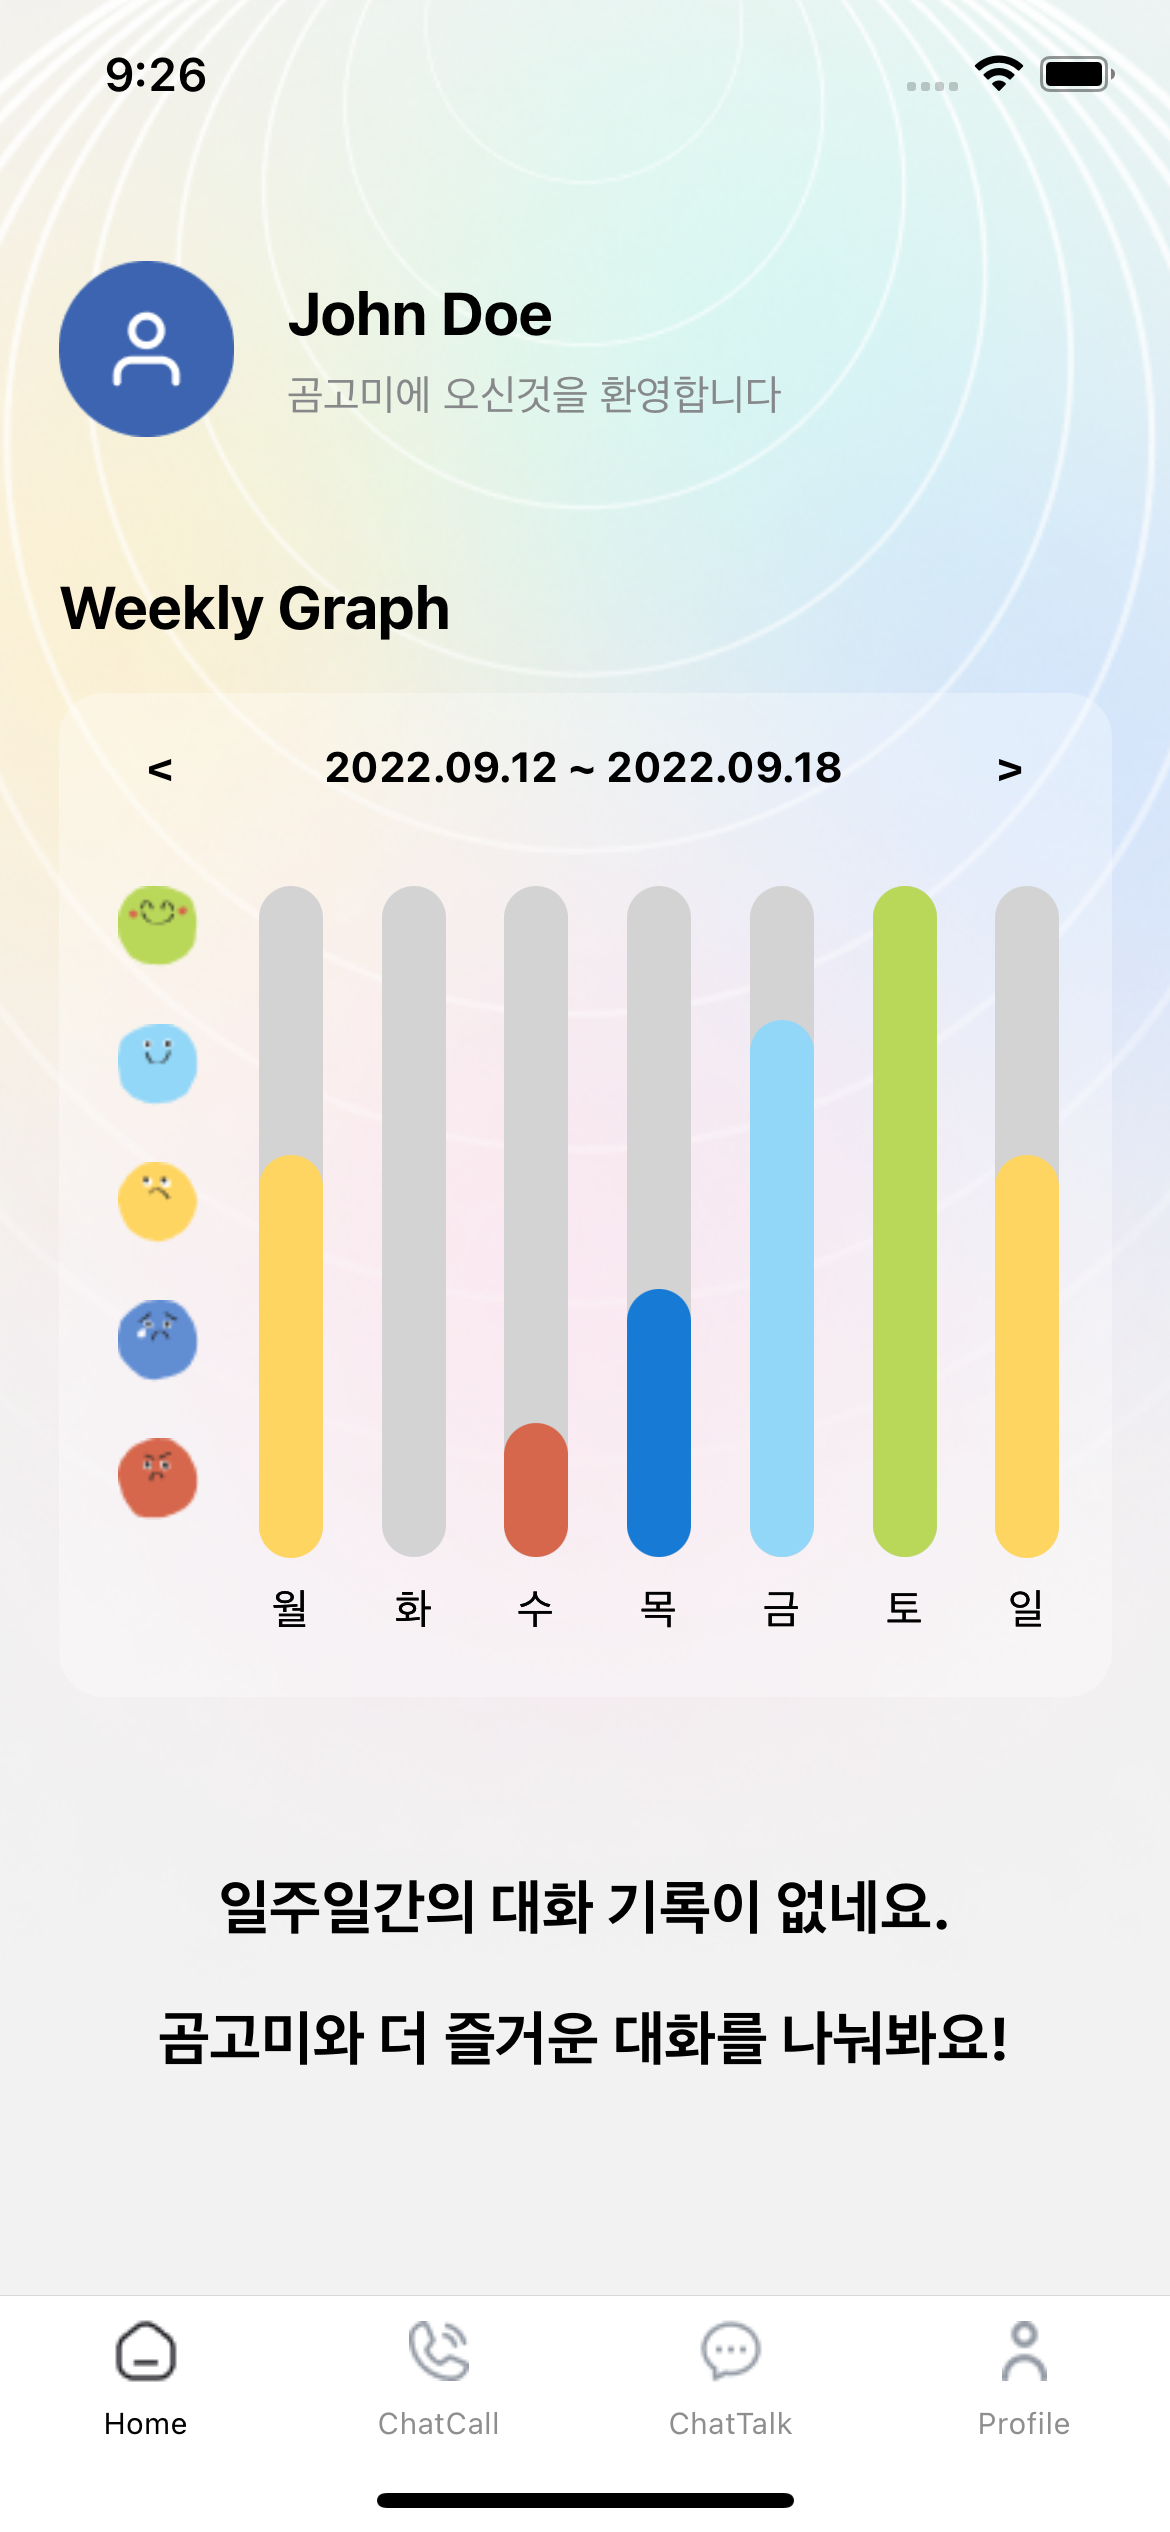 9:26
John Doe
곰고미에 오신것을 환영합니다
Weekly Graph
< 2022.09.12 ~ 2022.09.18 >
월 화 수 목 금 토 일
일주일간의 대화 기록이 없네요.
곰고미와 더 즐거운 대화를 나눠봐요!
Home ChatCall ChatTalk Profile